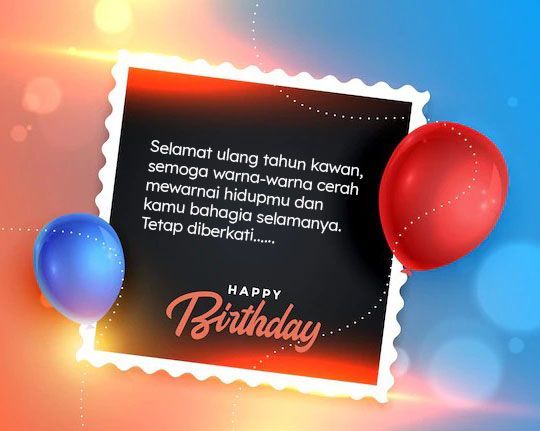 Selamat ulang tahun kawan,
semoga warna-warna cerah
mewarnai hidupmu dan
kamu bahagia selamanya.
Tetap diberkati......
HAPPY
Birthday